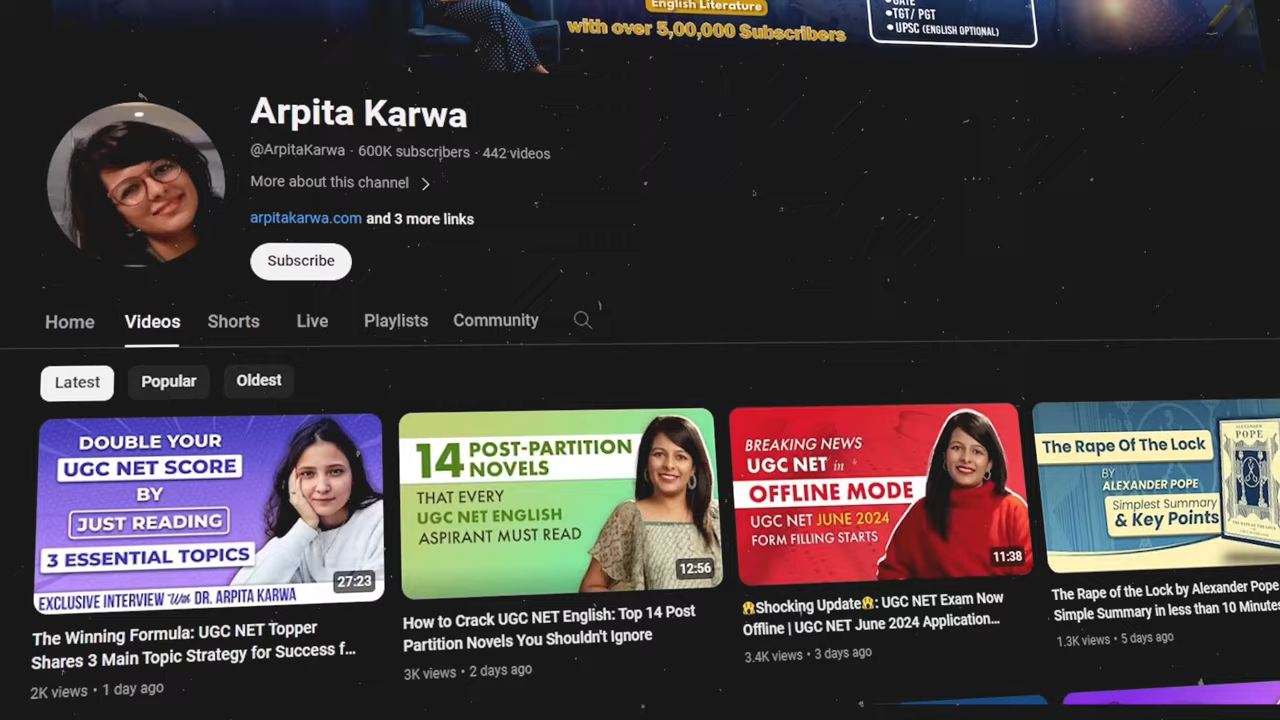 English Literature
with over 5,00,000 Subscribers
•GATE
•TGT/ PGT
•UPSC (ENGLISH OPTIONAL)
Arpita Karwa
@ArpitaKarwa · 600K subscribers · 442 videos
More about this channel >
arpitakarwa.com and 3 more links
Subscribe
Home Videos Shorts Live Playlists Community
Latest Popular Oldest
DOUBLE YOUR
UGC NET SCORE
BY
JUST READING
3 ESSENTIAL TOPICS
EXCLUSIVE INTERVIEW With DR. ARPITA KARWA
27:23
The Winning Formula: UGC NET Topper
Shares 3 Main Topic Strategy for Success f...
2K views • 1 day ago
14 POST-PARTITION
NOVELS
THAT EVERY
UGC NET ENGLISH
ASPIRANT MUST READ
12:56
How to Crack UGC NET English: Top 14 Post
Partition Novels You Shouldn't Ignore
3K views • 2 days ago
BREAKING NEWS
UGC NET in
OFFLINE MODE
UGC NET JUNE 2024
FORM FILLING STARTS
11:38
😱Shocking Update😱: UGC NET Exam Now
Offline | UGC NET June 2024 Application...
3.4K views • 3 days ago
The Rape Of The Lock
BY
ALEXANDER POPE
Simplest Summary
& Key Points
ALEXANDER
POPE
The Rape of the Lock by Alexander Pope
Simple Summary in less than 10 Minute
1.3K views • 5 days ago